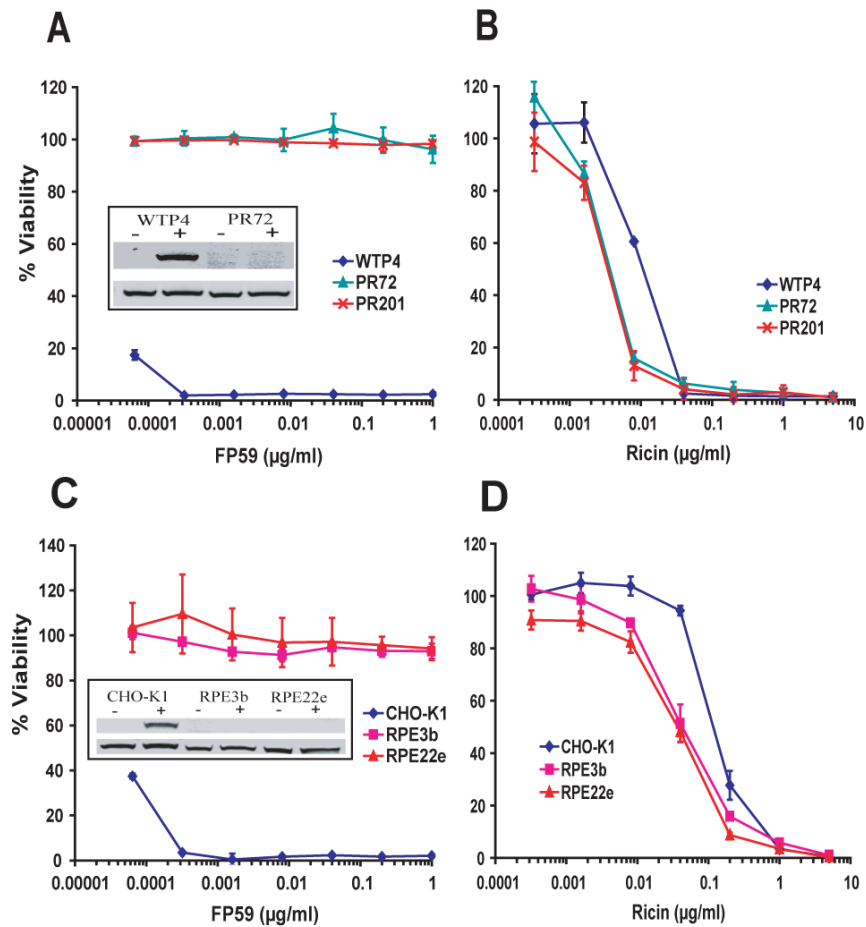 A
120
100
80
60
40
20
0
% Viability
WTP4 PR72
- + - +
WTP4
PR72
PR201
0.00001 0.0001 0.001 0.01 0.1 1
FP59 (µg/ml)
B
120
100
80
60
40
20
0
WTP4
PR72
PR201
0.0001 0.001 0.01 0.1 1 10
Ricin (µg/ml)
C
140
120
100
80
60
40
20
0
% Viability
CHO-K1 RPE3b RPE22e
- + - + - +
CHO-K1
RPE3b
RPE22e
0.00001 0.0001 0.001 0.01 0.1 1
FP59 (µg/ml)
D
120
100
80
60
40
20
0
CHO-K1
RPE3b
RPE22e
0.0001 0.001 0.01 0.1 1 10
Ricin (µg/ml)